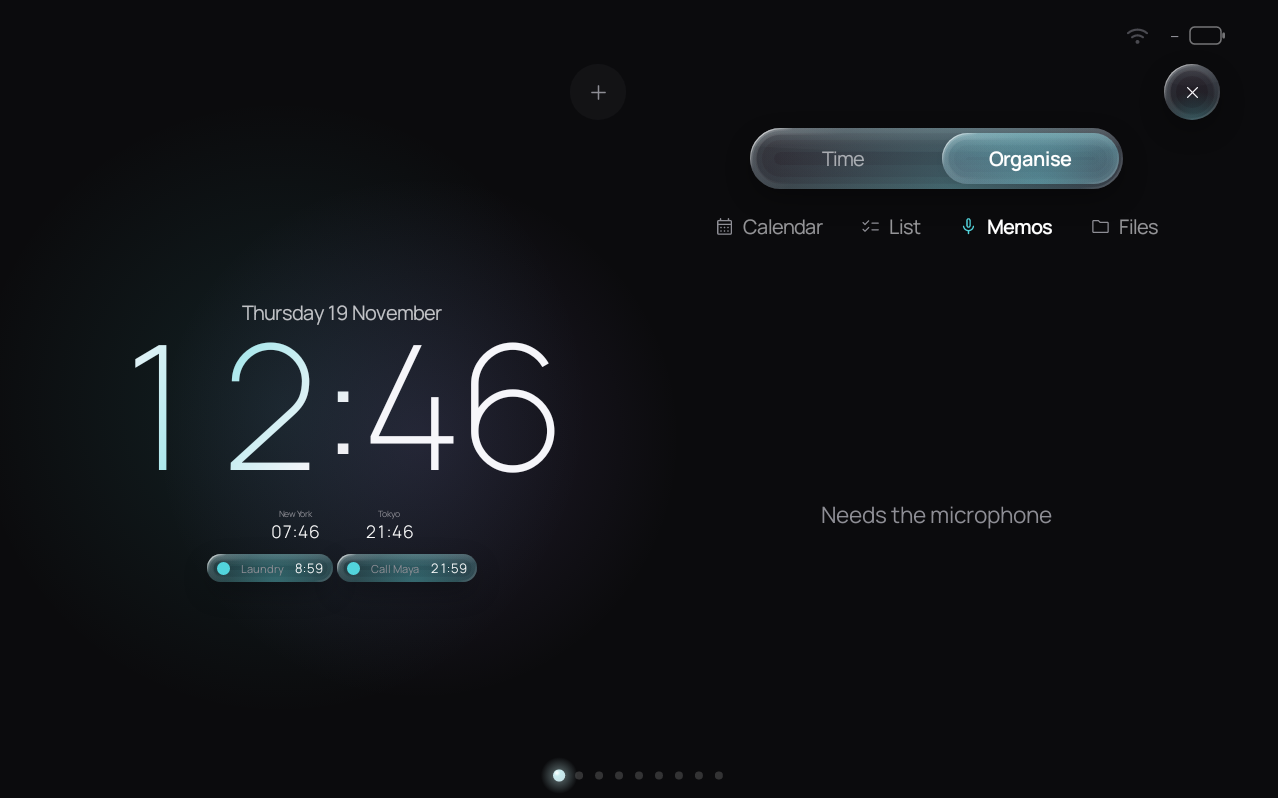 Time Organise
Calendar List Memos Files
Thursday 19 November
12:46
New York Tokyo
07:46 21:46
Laundry 8:59 Call Maya 21:59
Needs the microphone